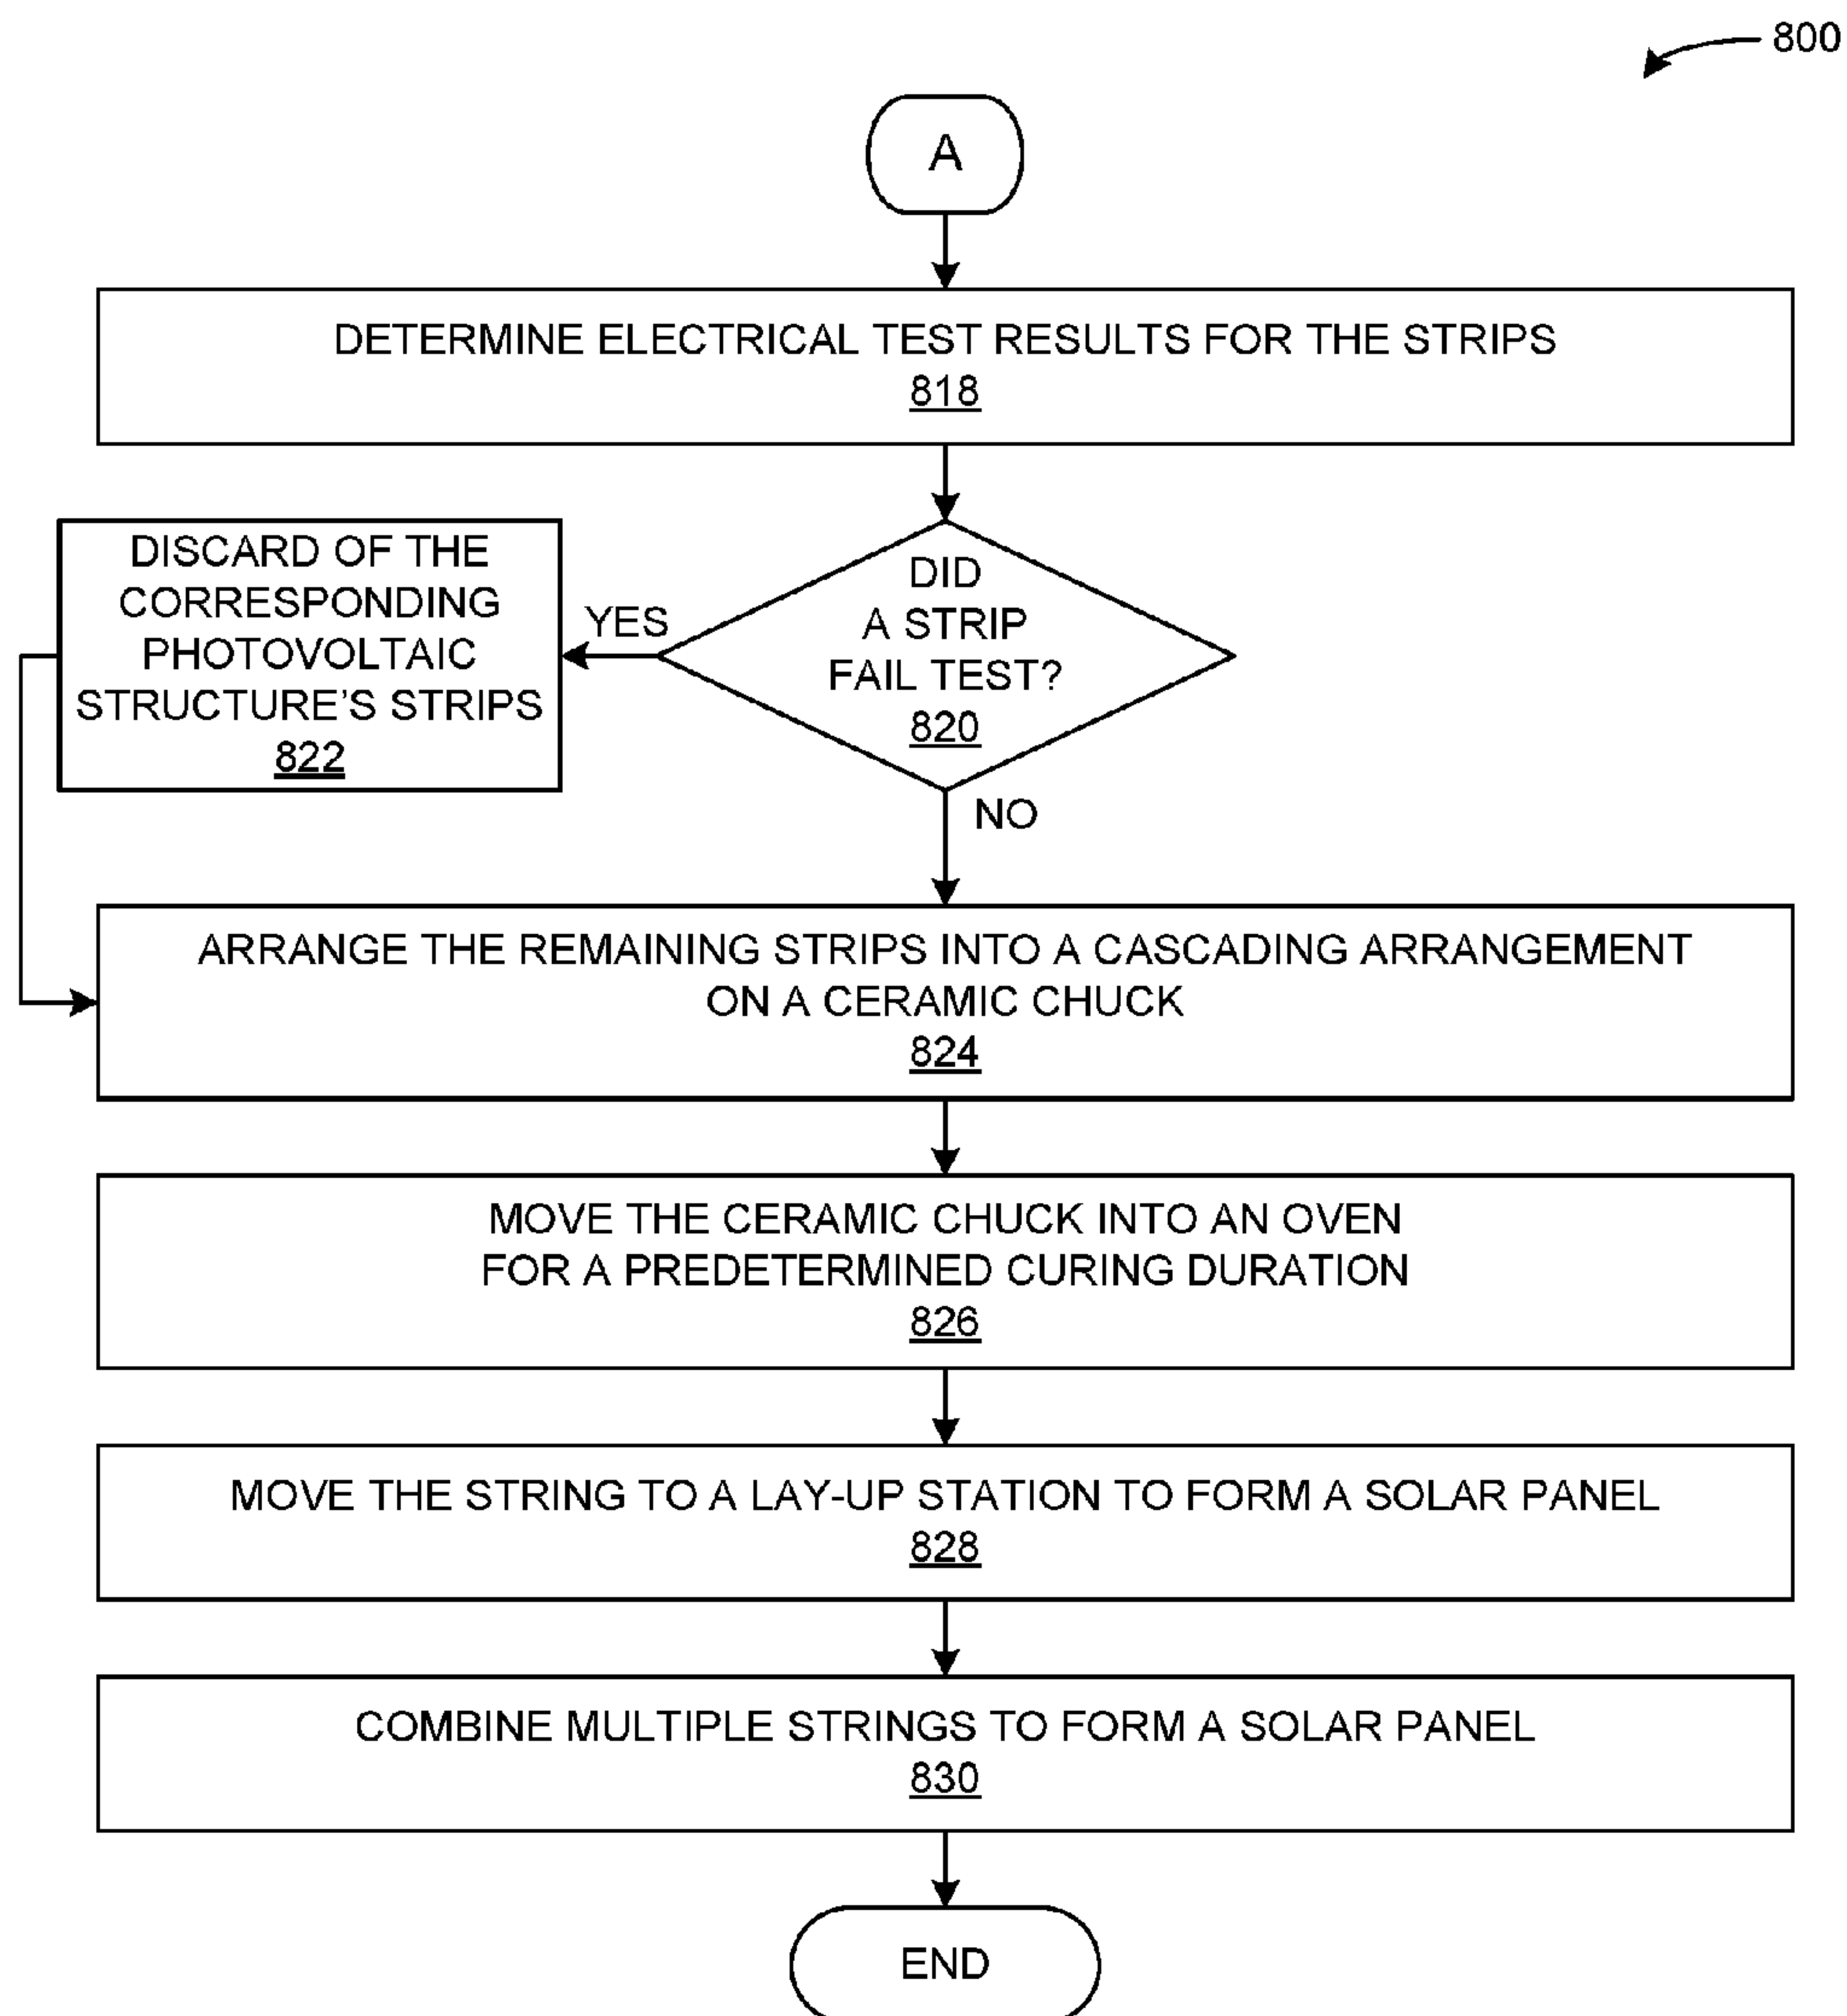 800
A
DETERMINE ELECTRICAL TEST RESULTS FOR THE STRIPS
818
DID
A STRIP
FAIL TEST?
820
YES
DISCARD OF THE
CORRESPONDING
PHOTOVOLTAIC
STRUCTURE'S STRIPS
822
NO
ARRANGE THE REMAINING STRIPS INTO A CASCADING ARRANGEMENT
ON A CERAMIC CHUCK
824
MOVE THE CERAMIC CHUCK INTO AN OVEN
FOR A PREDETERMINED CURING DURATION
826
MOVE THE STRING TO A LAY-UP STATION TO FORM A SOLAR PANEL
828
COMBINE MULTIPLE STRINGS TO FORM A SOLAR PANEL
830
END